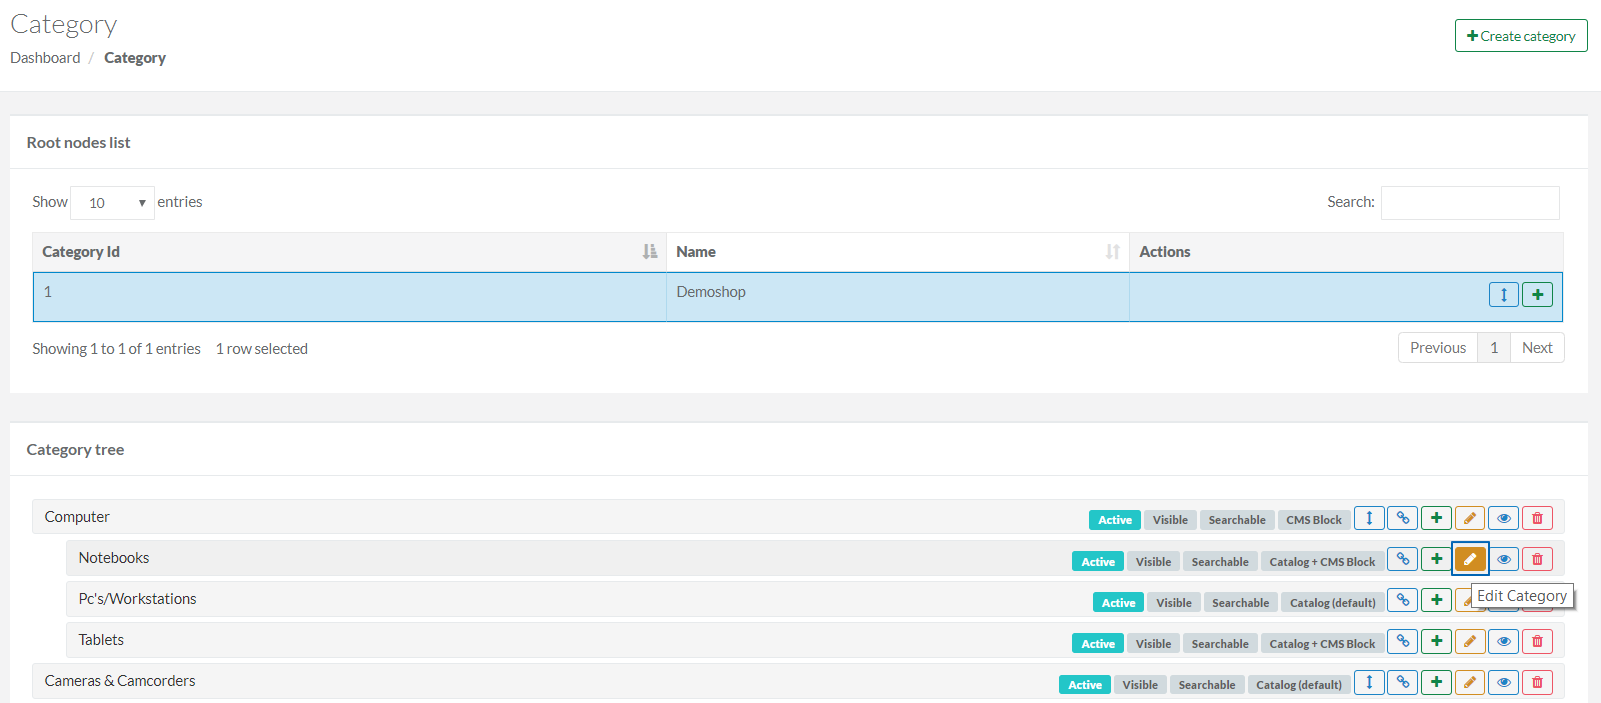 Category
Dashboard / Category
Create category
Root nodes list
Show 10 entries
Search:
Category Id Name Actions
1 Demoshop
Showing 1 to 1 of 1 entries 1 row selected
Previous 1 Next
Category tree
Computer Active Visible Searchable CMS Block
Notebooks Active Visible Searchable Catalog + CMS Block
Pc's/Workstations Active Visible Searchable Catalog (default)
Edit Category
Tablets Active Visible Searchable Catalog + CMS Block
Cameras & Camcorders Active Visible Searchable Catalog (default)